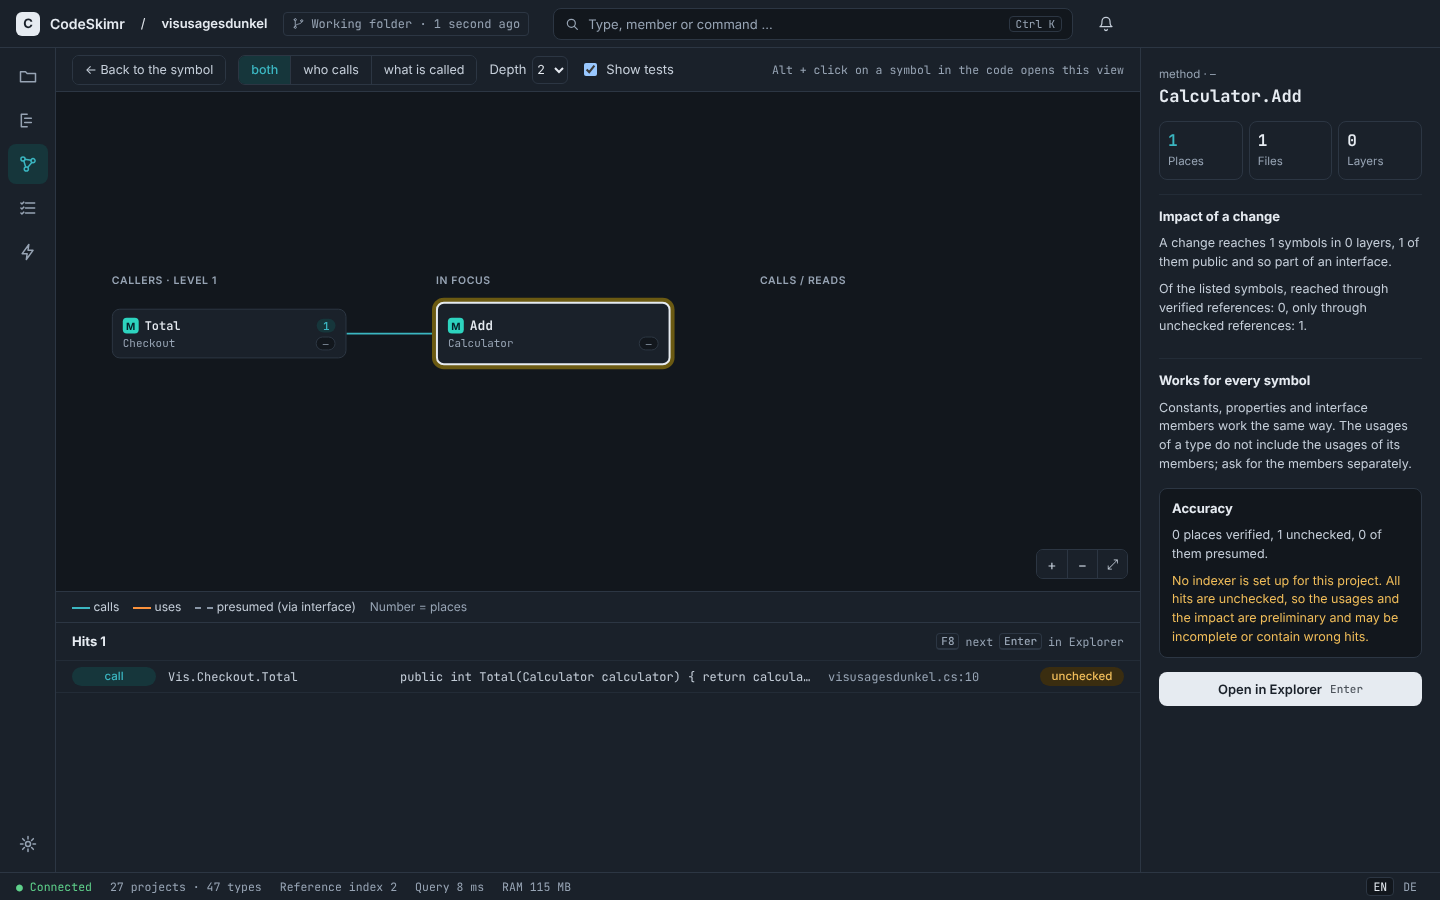 C CodeSkimr / visusagesdunkel Working folder · 1 second ago Type, member or command ... Ctrl K
← Back to the symbol both who calls what is called Depth 2 Show tests Alt + click on a symbol in the code opens this view
CALLERS · LEVEL 1 IN FOCUS CALLS / READS
M Total 1
Checkout –
M Add
Calculator –
+ −
calls uses presumed (via interface) Number = places
Hits 1 F8 next Enter in Explorer
call Vis.Checkout.Total public int Total(Calculator calculator) { return calcula… visusagesdunkel.cs:10 unchecked
method · –
Calculator.Add
1 1 0
Places Files Layers
Impact of a change
A change reaches 1 symbols in 0 layers, 1 of
them public and so part of an interface.
Of the listed symbols, reached through
verified references: 0, only through
unchecked references: 1.
Works for every symbol
Constants, properties and interface
members work the same way. The usages
of a type do not include the usages of its
members; ask for the members separately.
Accuracy
0 places verified, 1 unchecked, 0 of
them presumed.
No indexer is set up for this project. All
hits are unchecked, so the usages and
the impact are preliminary and may be
incomplete or contain wrong hits.
Open in Explorer Enter
Connected 27 projects · 47 types Reference index 2 Query 8 ms RAM 115 MB EN DE